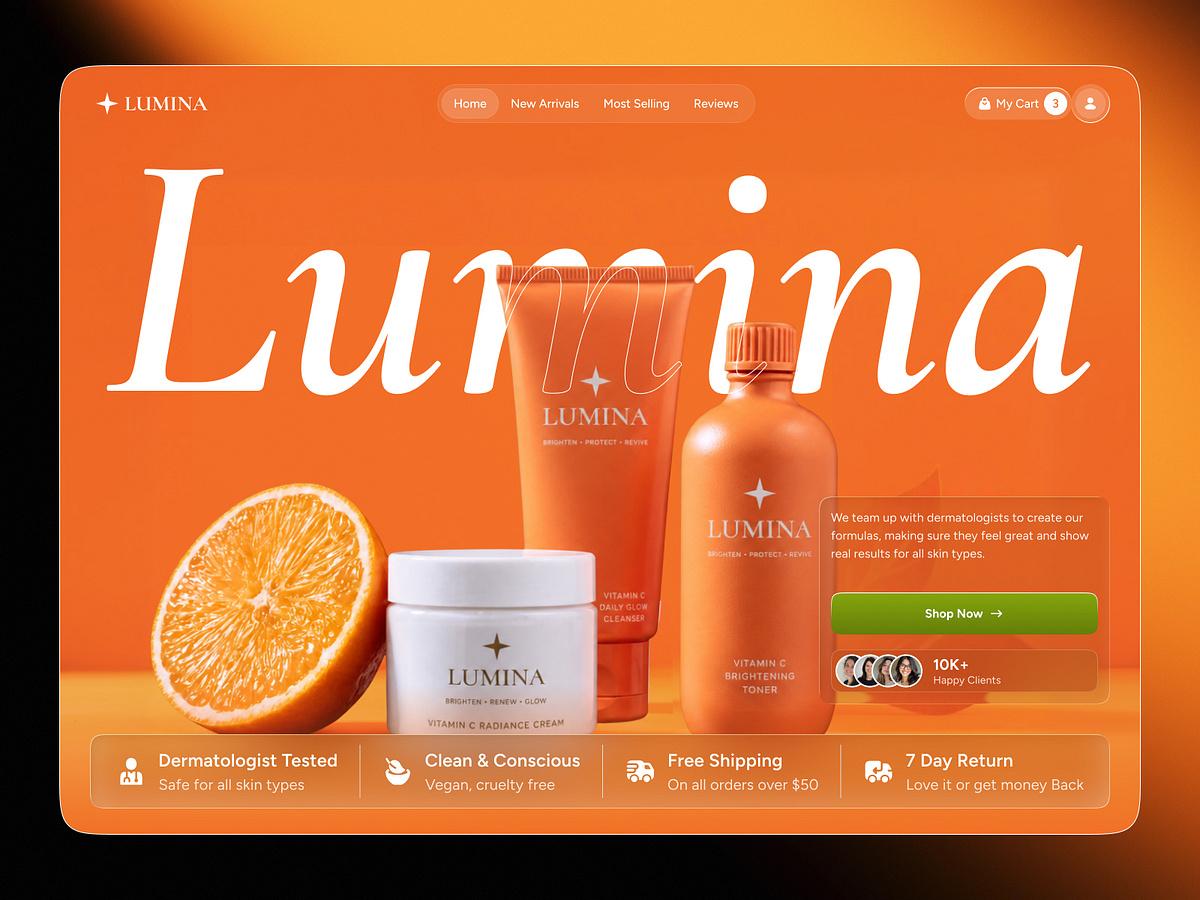 LUMINA
Home
New Arrivals
Most Selling
Reviews
My Cart
3
Lumina
LUMINA
BRIGHTEN • PROTECT • REVIVE
VITAMIN C
DAILY GLOW
CLEANSER
LUMINA
BRIGHTEN • PROTECT • REVIVE
VITAMIN C
BRIGHTENING
TONER
LUMINA
BRIGHTEN • RENEW • GLOW
VITAMIN C RADIANCE CREAM
We team up with dermatologists to create our
formulas, making sure they feel great and show
real results for all skin types.
Shop Now →
10K+
Happy Clients
Dermatologist Tested
Safe for all skin types
Clean & Conscious
Vegan, cruelty free
Free Shipping
On all orders over $50
7 Day Return
Love it or get money Back